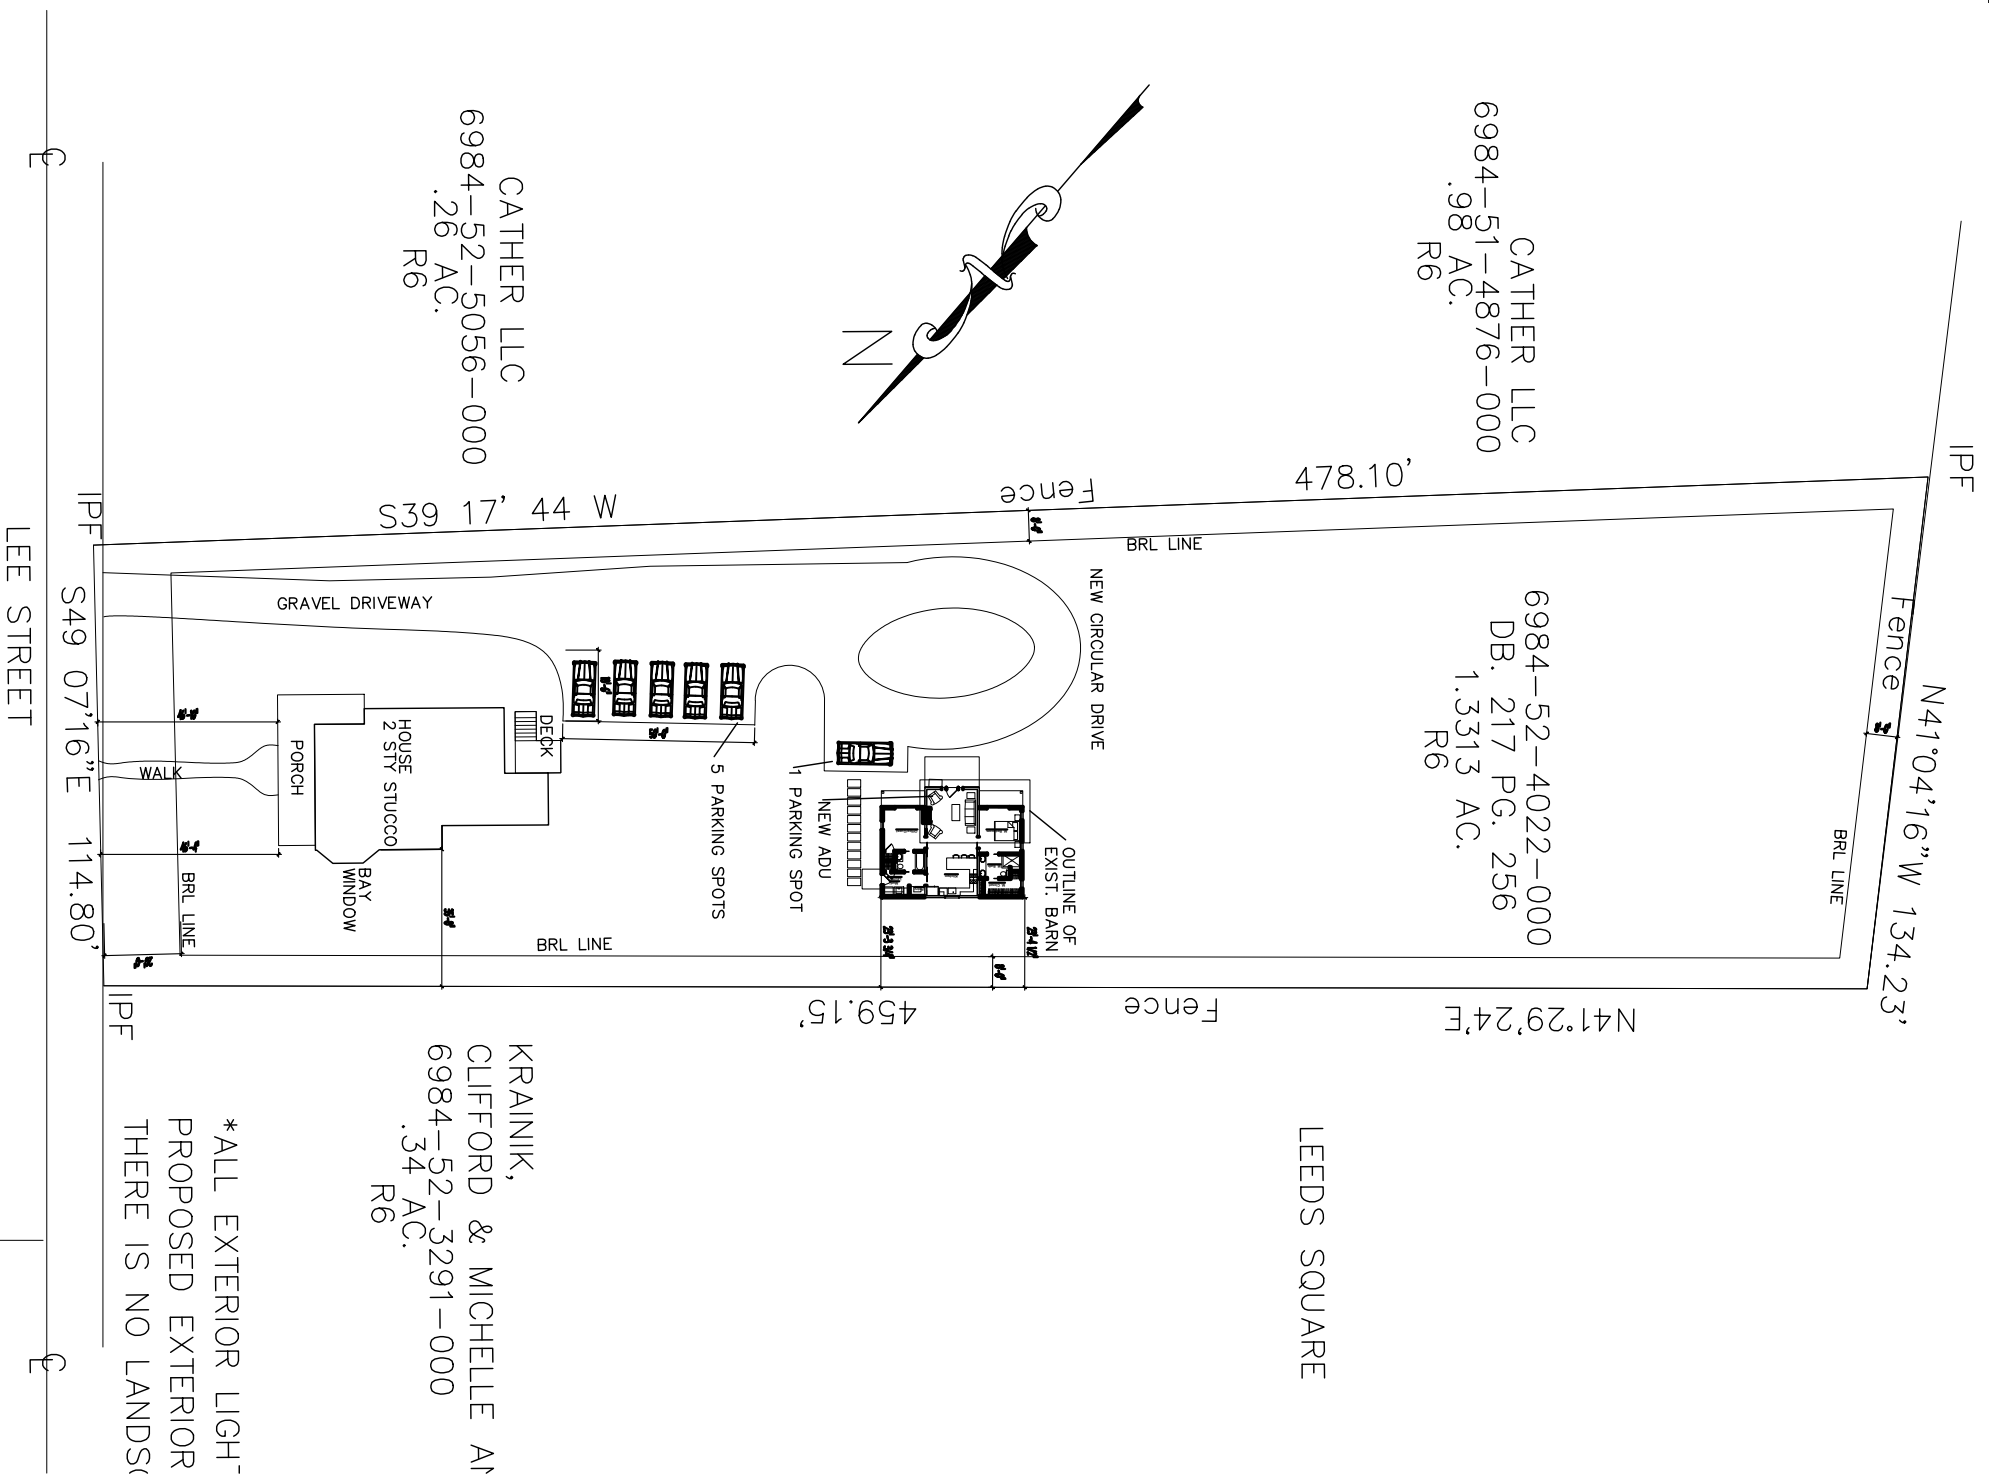 CATHER LLC
6984-52-5056-000
.26 AC.
R6
CATHER LLC
6984-51-4876-000
.98 AC.
R6
N
IPF
IPF
S39 17' 44 W
Fence
478.10'
BRL LINE
GRAVEL DRIVEWAY
NEW CIRCULAR DRIVE
6984-52-4022-000
DB. 217 PG. 256
1.3313 AC.
R6
Fence
N41°04'16"W 134.23'
BRL LINE
LEE STREET
S49 07'16"E 114.80'
WALK
PORCH
HOUSE
2 STY STUCCO
DECK
BAY
WINDOW
BRL LINE
5 PARKING SPOTS
1 PARKING SPOT
NEW ADU
OUTLINE OF
EXIST. BARN
BRL LINE
IPF
459.15'
Fence
N41°29'24"E
KRAINIK,
CLIFFORD & MICHELLE AN
6984-52-3291-000
.34 AC.
R6
LEEDS SQUARE
*ALL EXTERIOR LIGHT
PROPOSED EXTERIOR
THERE IS NO LANDSC